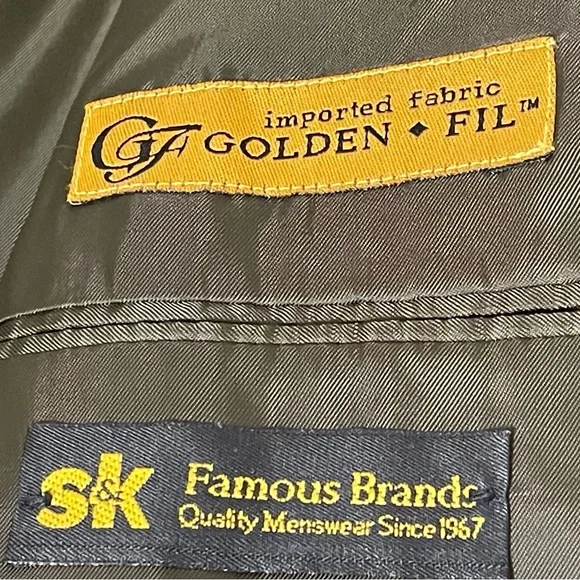 imported fabric
GF GOLDEN ◆ FIL™
s&k Famous Brands
Quality Menswear Since 1967